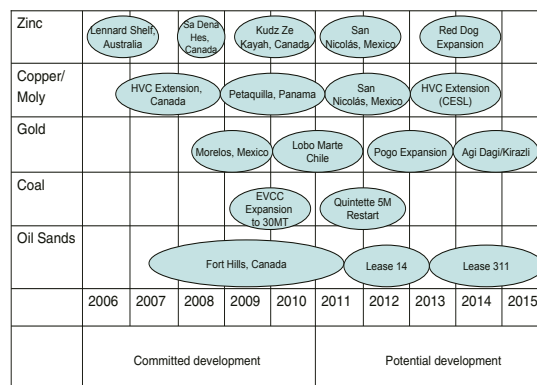 Zinc
Lennard Shelf,
Australia
Sa Dena
Hes,
Canada
Kudz Ze
Kayah, Canada
San
Nicolás, Mexico
Red Dog
Expansion
Copper/
Moly
HVC Extension,
Canada
Petaquilla, Panama
San
Nicolás, Mexico
HVC Extension
(CESL)
Gold
Morelos, Mexico
Lobo Marte
Chile
Pogo Expansion
Agi Dagi/Kirazli
Coal
EVCC
Expansion
to 30MT
Quintette 5M
Restart
Oil Sands
Fort Hills, Canada
Lease 14
Lease 311
2006 2007 2008 2009 2010 2011 2012 2013 2014 2015
Committed development
Potential development